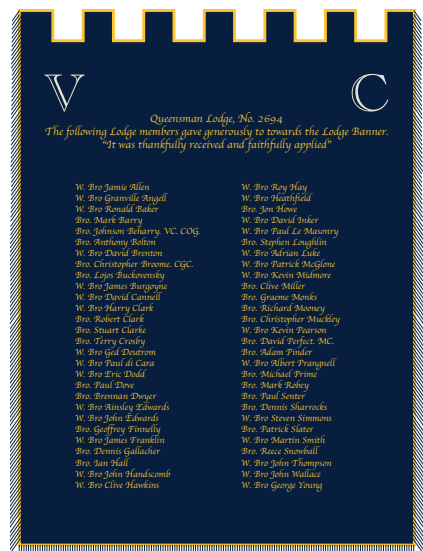 V C
Queensman Lodge, No. 2694
The following Lodge members gave generously to towards the Lodge Banner.
"It was thankfully received and faithfully applied"
W. Bro Jamie Allen
W. Bro Granville Angell
W. Bro Ronald Baker
Bro. Mark Barry
Bro. Johnson Beharry. VC. COG.
Bro. Anthony Bolton
W. Bro David Brenton
Bro. Christopher Broome. CGC.
Bro. Lojos Buckovensky
W. Bro James Burgoyne
W. Bro David Cannell
W. Bro Harry Clark
Bro. Robert Clark
Bro. Stuart Clarke
Bro. Terry Crosby
W. Bro Ged Deutrom
W. Bro Paul di Cara
W. Bro Eric Dodd
Bro. Paul Dove
Bro. Brennan Dwyer
W. Bro Ainsley Edwards
W. Bro John Edwards
Bro. Geoffrey Finnelly
W. Bro James Franklin
Bro. Dennis Gallacher
Bro. Ian Hall
W. Bro John Handscomb
W. Bro Clive Hawkins
W. Bro Roy Hay
W. Bro Heathfield
Bro. Jon Howe
W. Bro David Inker
W. Bro Paul Le Masonry
Bro. Stephen Loughlin
W. Bro Adrian Luke
W. Bro Patrick McGlone
W. Bro Kevin Midmore
Bro. Clive Miller
Bro. Graeme Monks
Bro. Richard Mooney
Bro. Christopher Muckley
W. Bro Kevin Pearson
Bro. David Perfect. MC.
Bro. Adam Pinder
W. Bro Albert Prangnell
Bro. Michael Prime
Bro. Mark Robey
Bro. Paul Senter
Bro. Dennis Sharrocks
W. Bro Steven Simmons
Bro. Patrick Slater
W. Bro Martin Smith
Bro. Reece Snowball
W. Bro John Thompson
W. Bro John Wallace
W. Bro George Young